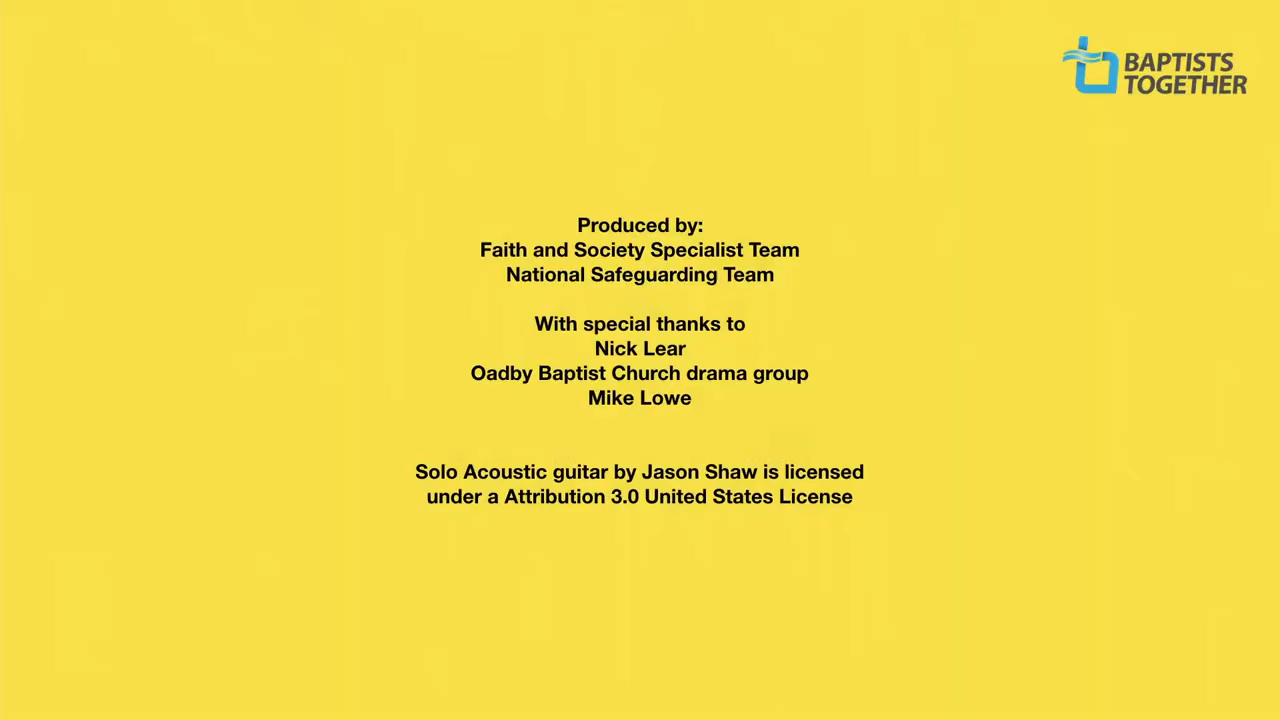 BAPTISTS
TOGETHER
Produced by:
Faith and Society Specialist Team
National Safeguarding Team
With special thanks to
Nick Lear
Oadby Baptist Church drama group
Mike Lowe
Solo Acoustic guitar by Jason Shaw is licensed
under a Attribution 3.0 United States License